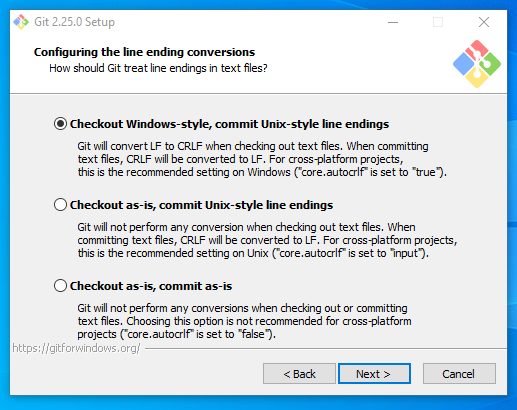 Git 2.25.0 Setup
Configuring the line ending conversions
How should Git treat line endings in text files?
Checkout Windows-style, commit Unix-style line endings
Git will convert LF to CRLF when checking out text files. When committing
text files, CRLF will be converted to LF. For cross-platform projects,
this is the recommended setting on Windows ("core.autocrlf" is set to "true").
Checkout as-is, commit Unix-style line endings
Git will not perform any conversion when checking out text files. When
committing text files, CRLF will be converted to LF. For cross-platform projects,
this is the recommended setting on Unix ("core.autocrlf" is set to "input").
Checkout as-is, commit as-is
Git will not perform any conversions when checking out or committing
text files. Choosing this option is not recommended for cross-platform
projects ("core.autocrlf" is set to "false").
https://gitforwindows.org/
< Back
Next >
Cancel